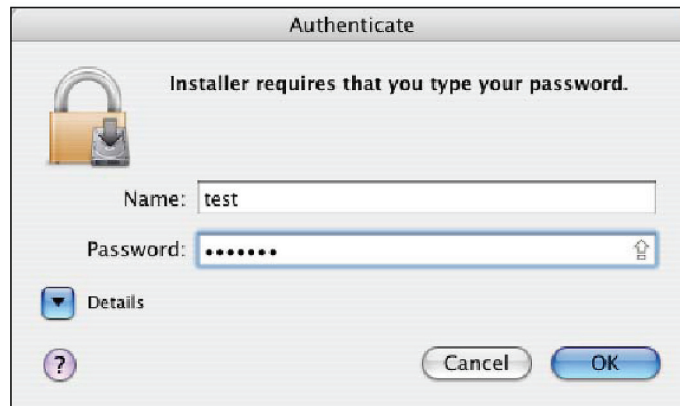 Authenticate
Installer requires that you type your password.
Name: test
Password: •••••••
Details
?
Cancel OK